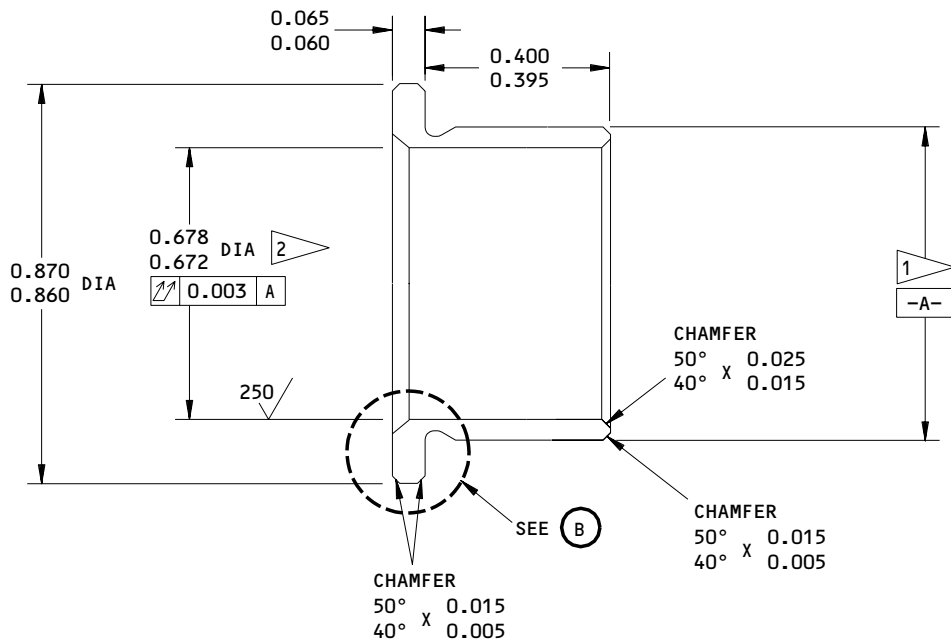 0.065
0.060
0.400
0.395
0.678
0.672 DIA 2
0.003 A
0.870
0.860 DIA
1
-A-
250
CHAMFER
50° X 0.025
40° 0.015
SEE B
CHAMFER
50° X 0.015
40° 0.005
CHAMFER
50° X 0.015
40° 0.005